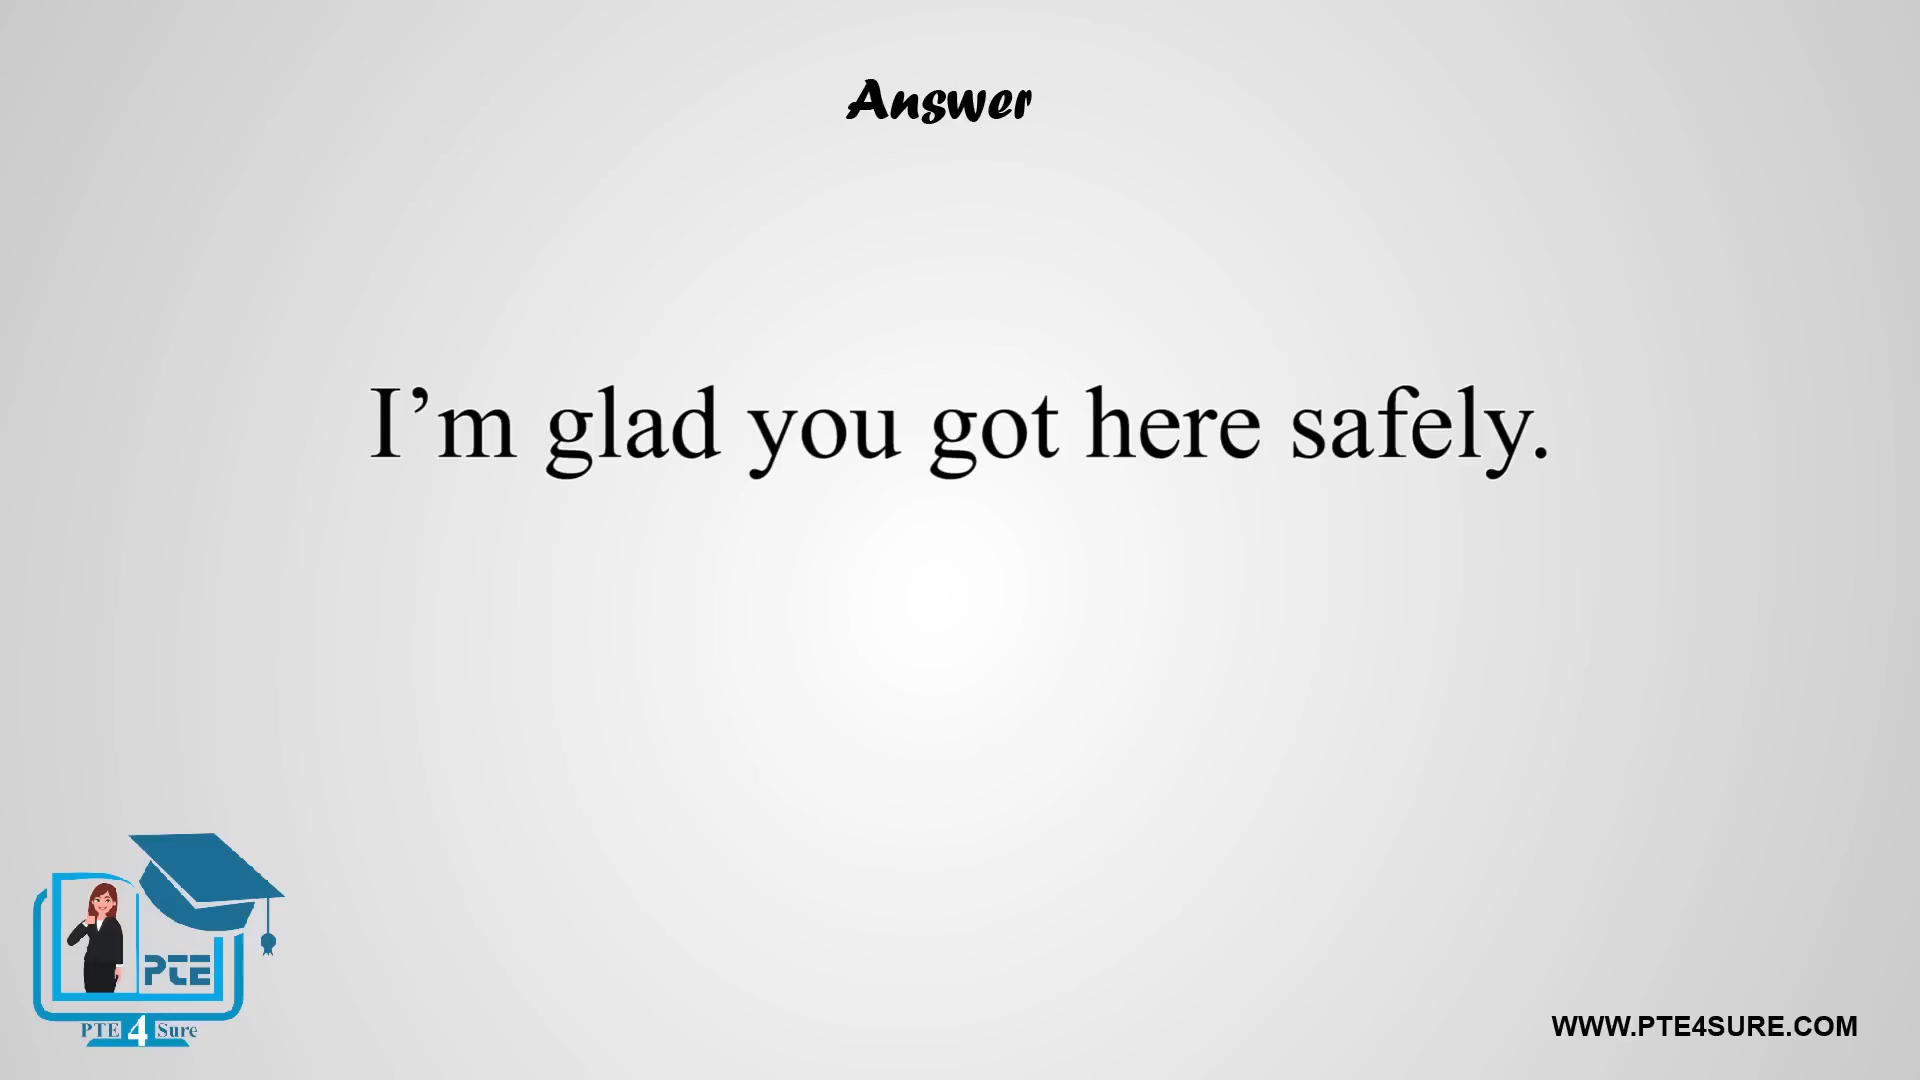 Answer
I’m glad you got here safely.
PTE
PTE 4 Sure
WWW.PTE4SURE.COM